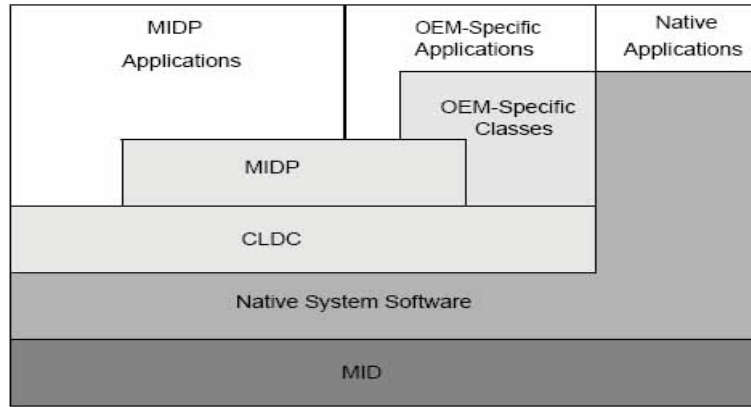 MIDP
Applications
OEM-Specific
Applications
Native
Applications
OEM-Specific
Classes
MIDP
CLDC
Native System Software
MID